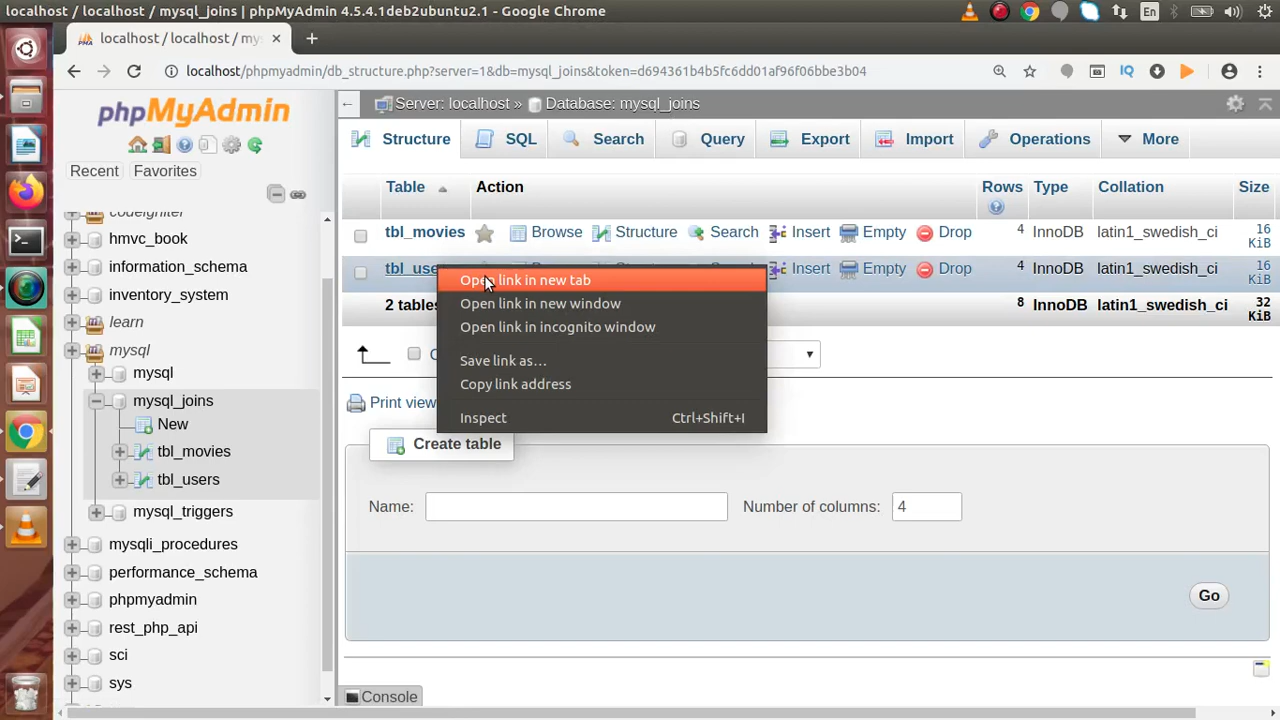 localhost / localhost / mysql_joins | phpMyAdmin 4.5.4.1deb2ubuntu2.1 - Google Chrome
En
localhost / localhost / my
localhost/phpmyadmin/db_structure.php?server=1&db=mysql_joins&token=d694361b4b5fc6dd01af96f06bbe3b04
IQ
phpMyAdmin
Recent
Favorites
codeigniter
hmvc_book
information_schema
inventory_system
learn
mysql
mysql
mysql_joins
New
tbl_movies
tbl_users
mysql_triggers
mysqli_procedures
performance_schema
phpmyadmin
rest_php_api
sci
sys
Server: localhost » Database: mysql_joins
Structure SQL Search Query Export Import Operations More
Table Action Rows Type Collation Size
tbl_movies Browse Structure Search Insert Empty Drop 4 InnoDB latin1_swedish_ci 16 KiB
tbl_use Insert Empty Drop 4 InnoDB latin1_swedish_ci 16 KiB
2 tables 8 InnoDB latin1_swedish_ci 32 KiB
Open link in new tab
Open link in new window
Open link in incognito window
Save link as…
Copy link address
Inspect Ctrl+Shift+I
C
Print view
Create table
Name:
Number of columns: 4
Go
Console